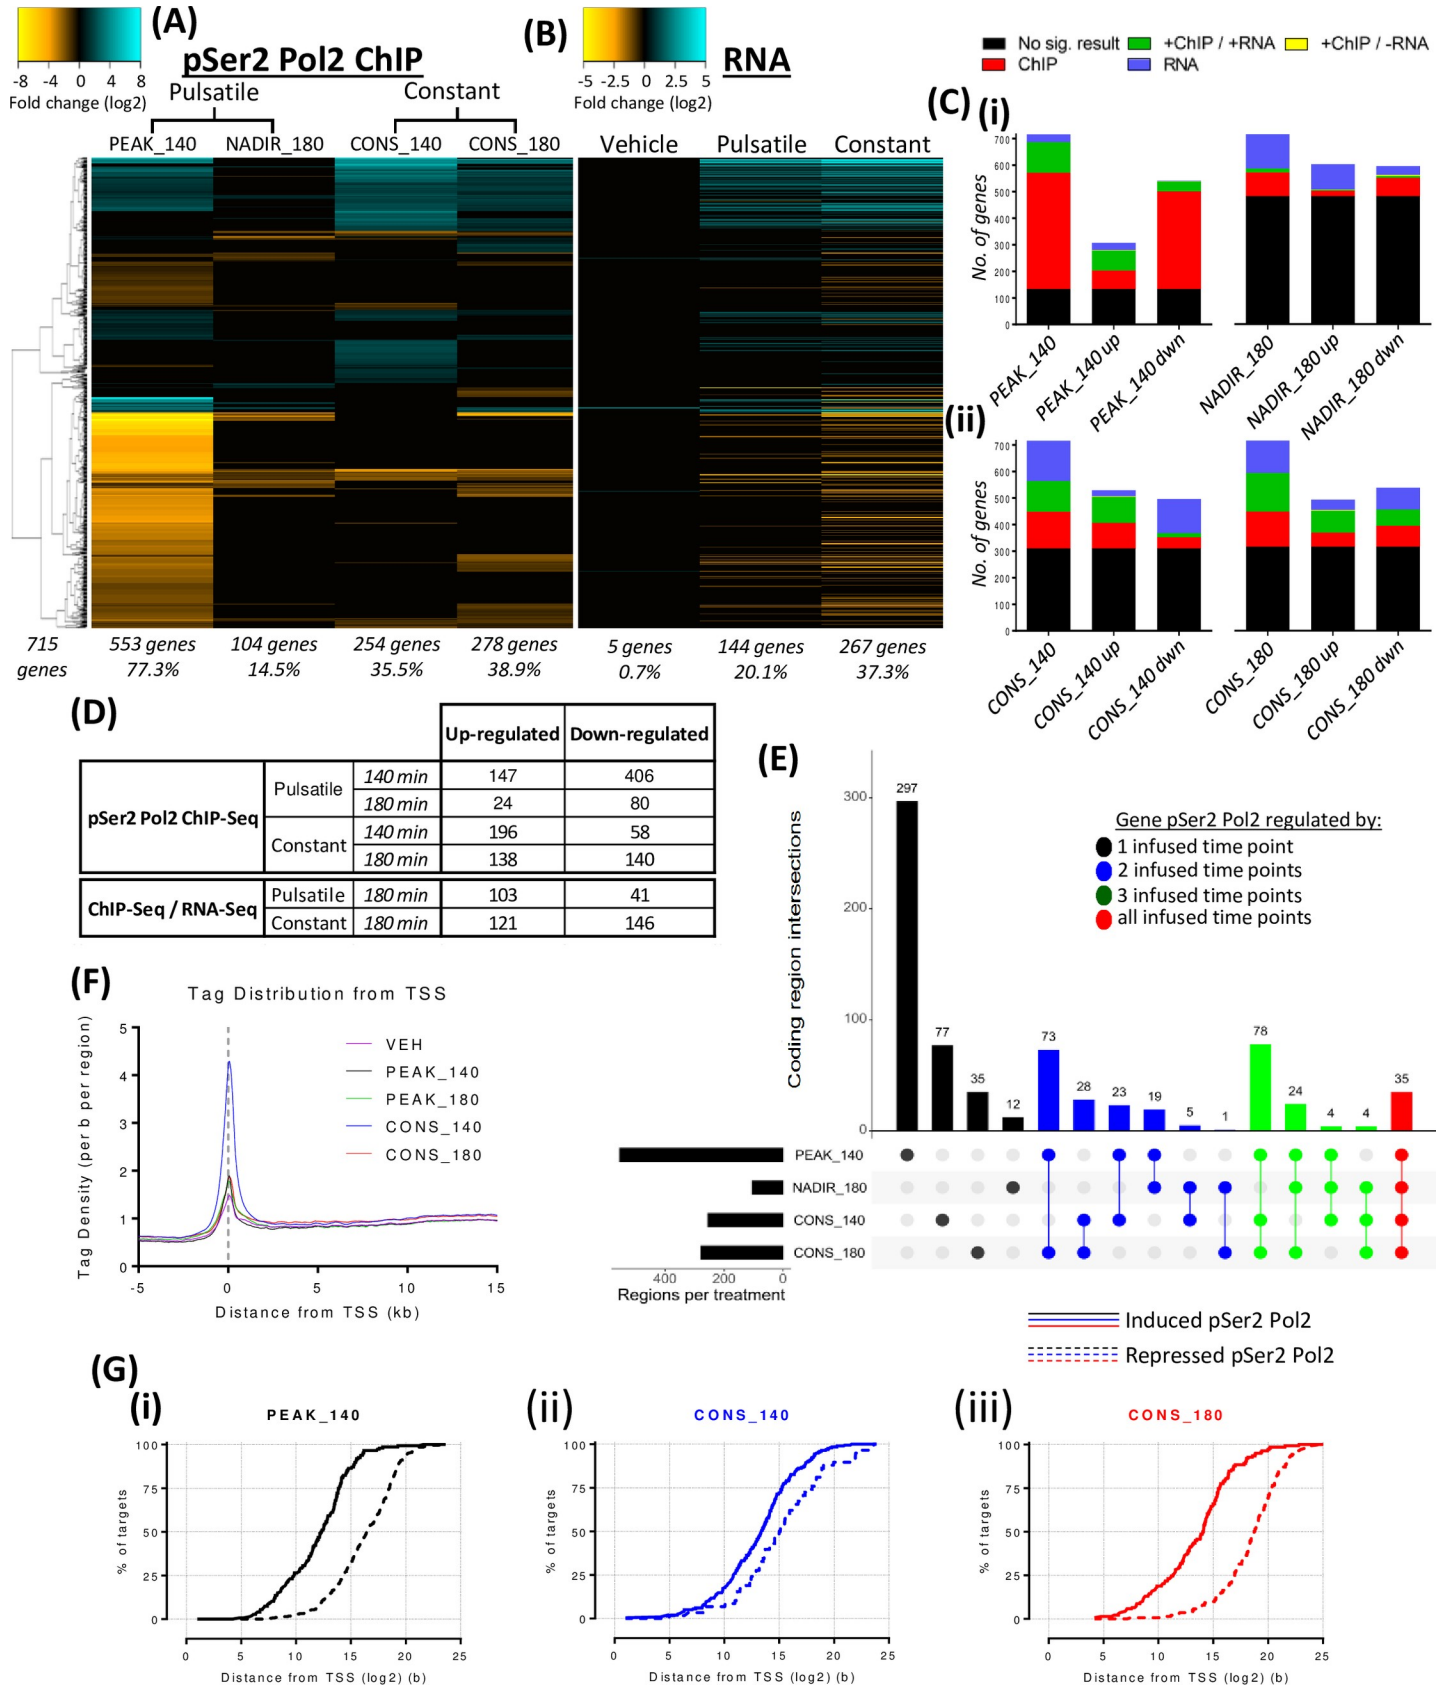 (A)
-8 -4 0 4 8
Fold change (log2)
pSer2 Pol2 ChIP
Pulsatile
Constant
PEAK_140 NADIR_180 CONS_140 CONS_180
(B)
-5 -2.5 0 2.5 5
Fold change (log2)
RNA
Vehicle Pulsatile Constant
715 genes
553 genes 104 genes 254 genes 278 genes 5 genes 144 genes 267 genes
77.3% 14.5% 35.5% 38.9% 0.7% 20.1% 37.3%
No sig. result +ChIP / +RNA +ChIP / -RNA
ChIP RNA
(C)
(i)
No. of genes
700
600
500
400
300
200
100
0
PEAK_140
PEAK_140 up
PEAK_140 dwn
NADIR_180
NADIR_180 up
NADIR_180 dwn
(ii)
No. of genes
700
600
500
400
300
200
100
0
CONS_140
CONS_140 up
CONS_140 dwn
CONS_180
CONS_180 up
CONS_180 dwn
(D)
Up-regulated Down-regulated
pSer2 Pol2 ChIP-Seq
Pulsatile
140 min 147 406
180 min 24 80
Constant
140 min 196 58
180 min 138 140
ChIP-Seq / RNA-Seq
Pulsatile 180 min 103 41
Constant 180 min 121 146
(E)
Coding region intersections
300
200
100
0
297 77 35 12 73 28 23 19 5 1 78 24 4 4 35
Gene pSer2 Pol2 regulated by:
1 infused time point
2 infused time points
3 infused time points
all infused time points
PEAK_140
NADIR_180
CONS_140
CONS_180
400 200 0
Regions per treatment
(F)
Tag Distribution from TSS
Tag Density (per b per region)
5
4
3
2
1
0
-5 0 5 10 15
Distance from TSS (kb)
VEH
PEAK_140
PEAK_180
CONS_140
CONS_180
Induced pSer2 Pol2
Repressed pSer2 Pol2
(G)
(i)
PEAK_140
% of targets
100
75
50
25
0
0 5 10 15 20 25
Distance from TSS (log2) (b)
(ii)
CONS_140
% of targets
100
75
50
25
0
0 5 10 15 20 25
Distance from TSS (log2) (b)
(iii)
CONS_180
% of targets
100
75
50
25
0
0 5 10 15 20 25
Distance from TSS (log2) (b)